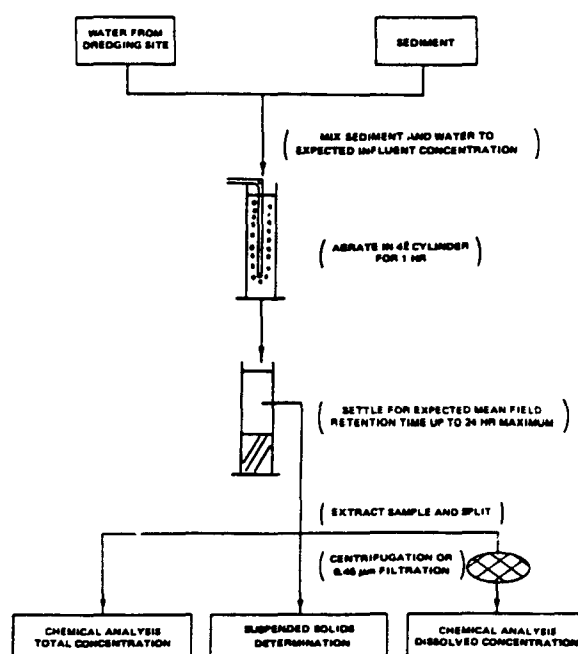 WATER FROM
DREDGING SITE
SEDIMENT
MIX SEDIMENT AND WATER TO
EXPECTED INFLUENT CONCENTRATION
AERATE IN 4ℓ CYLINDER
FOR 1 HR
SETTLE FOR EXPECTED MEAN FIELD
RETENTION TIME UP TO 24 HR MAXIMUM
EXTRACT SAMPLE AND SPLIT
CENTRIFUGATION OR
0.45 µm FILTRATION
CHEMICAL ANALYSIS
TOTAL CONCENTRATION
SUSPENDED SOLIDS
DETERMINATION
CHEMICAL ANALYSIS
DISSOLVED CONCENTRATION